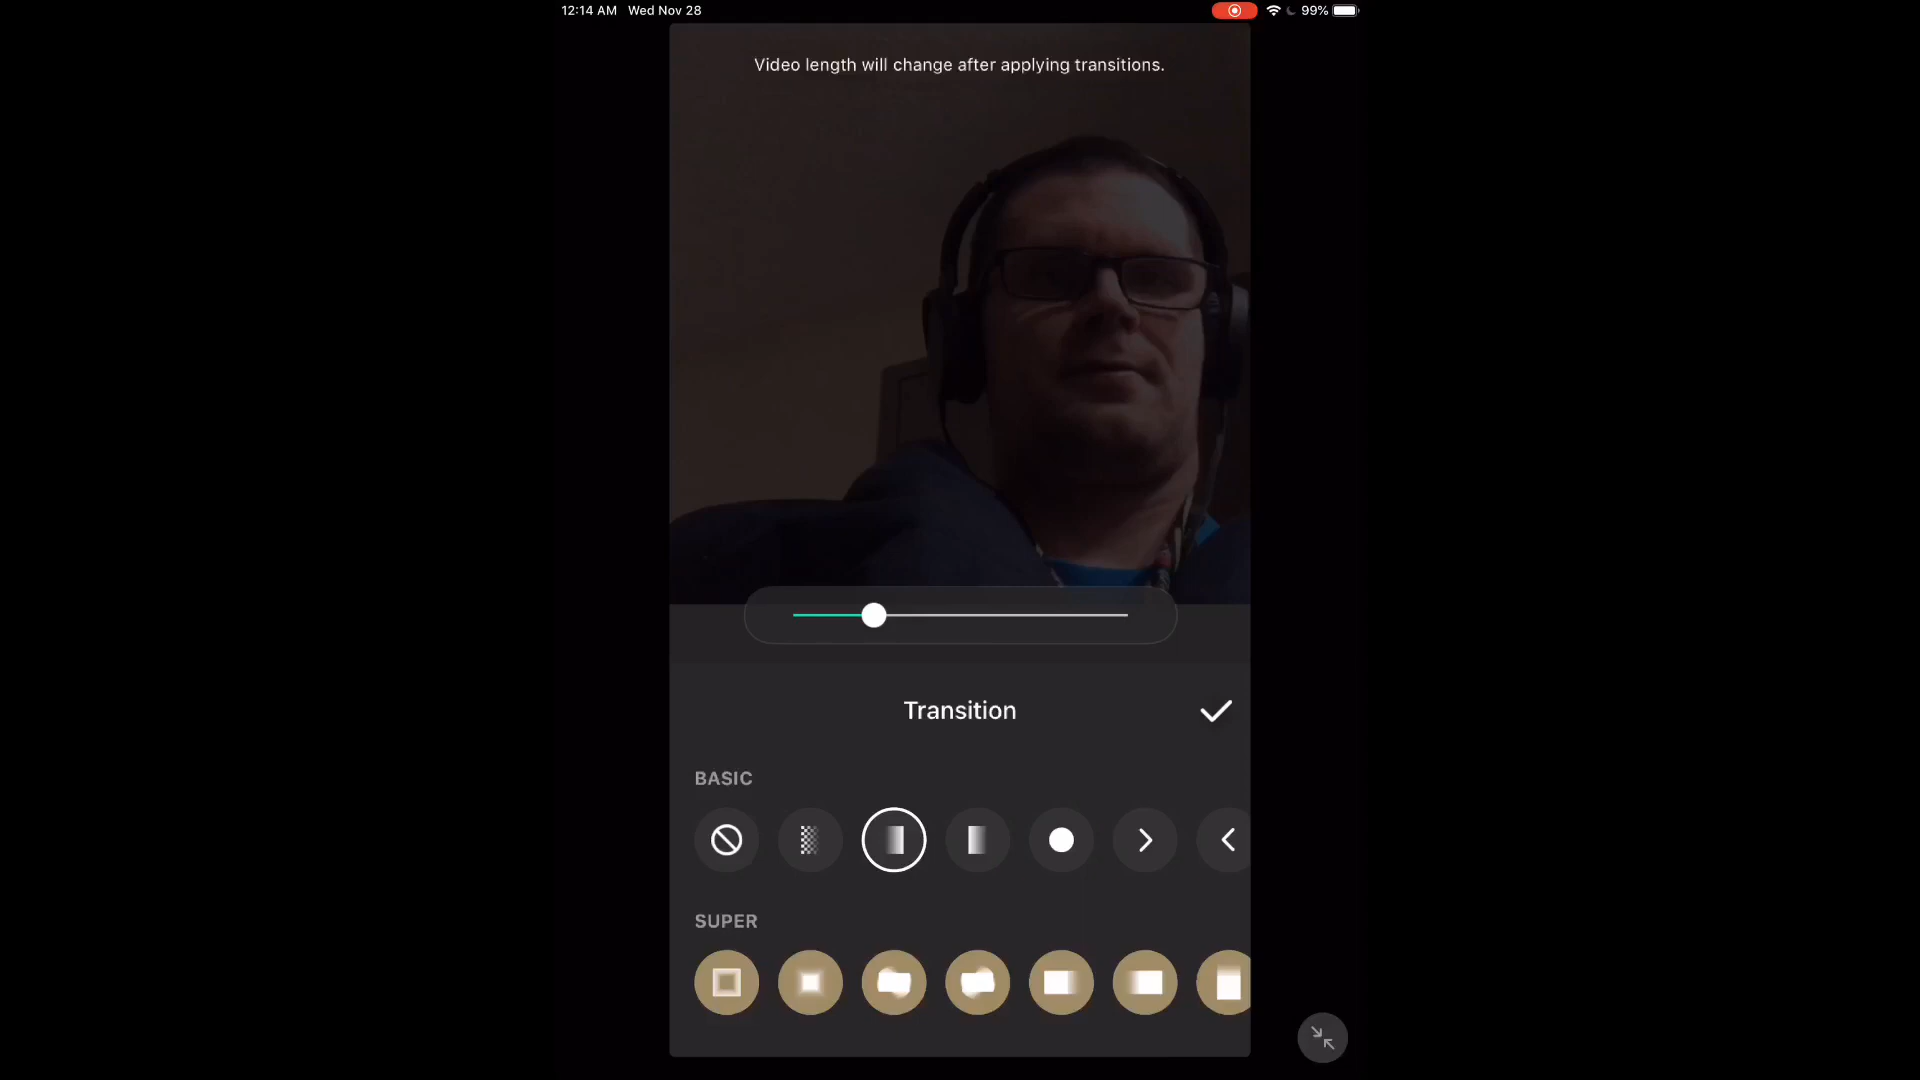 12:14 AM Wed Nov 28 99%
Video length will change after applying transitions.
Transition
BASIC
SUPER